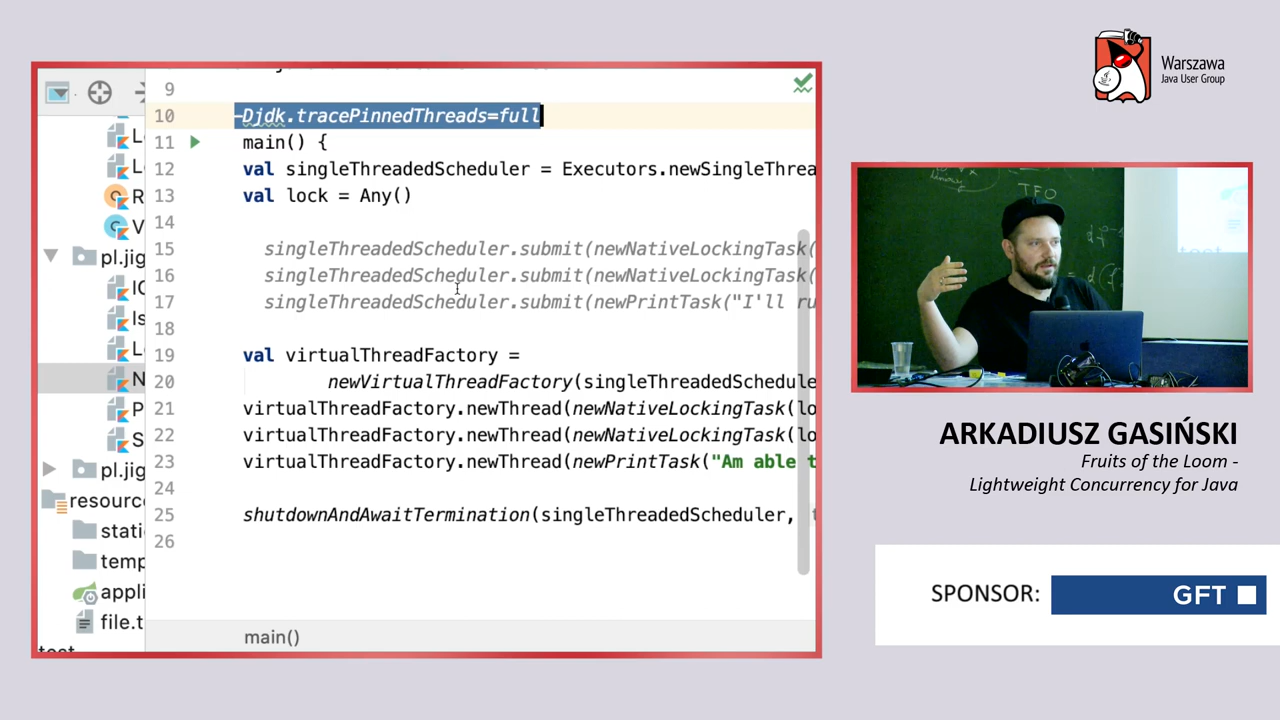 Warszawa
Java User Group
9
10 -Djdk.tracePinnedThreads=full
11 main() {
12 val singleThreadedScheduler = Executors.newSingleThrea
13 val lock = Any()
14
15 singleThreadedScheduler.submit(newNativeLockingTask(
16 singleThreadedScheduler.submit(newNativeLockingTask(
17 singleThreadedScheduler.submit(newPrintTask("I'll ru
18
19 val virtualThreadFactory =
20 newVirtualThreadFactory(singleThreadedSchedule
21 virtualThreadFactory.newThread(newNativeLockingTask(lo
22 virtualThreadFactory.newThread(newNativeLockingTask(lo
23 virtualThreadFactory.newThread(newPrintTask("Am able t
24
25 shutdownAndAwaitTermination(singleThreadedScheduler,
26
main()
L
L
R
V
pl.jig
IO
Is
L
N
P
S
pl.jig
resourc
stati
temp
appli
file.t
TFO
test
ARKADIUSZ GASIŃSKI
Fruits of the Loom -
Lightweight Concurrency for Java
SPONSOR: GFT